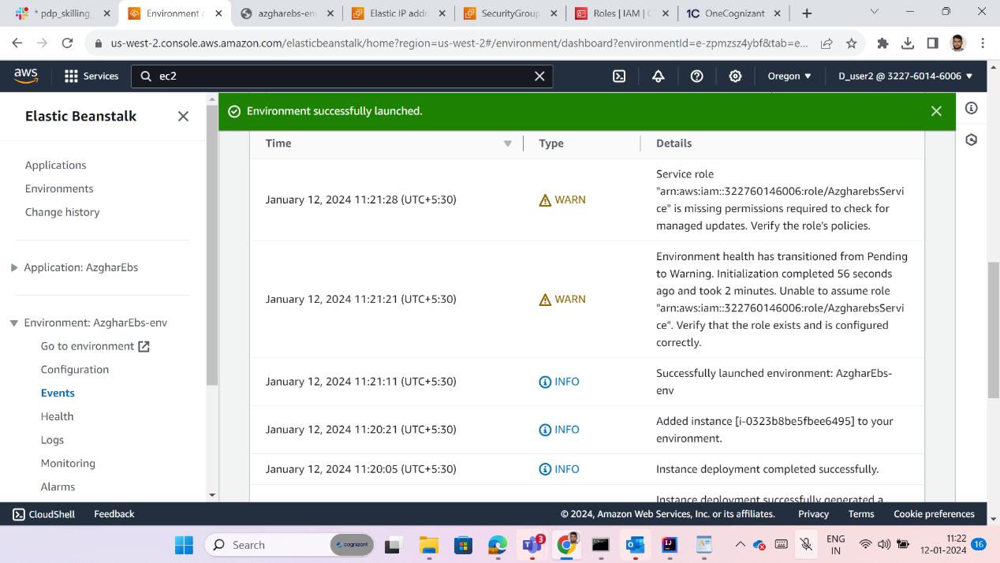 * pdp_skilling_
Environment o
azgharebs-env
Elastic IP addr
SecurityGroup
Roles | IAM | G
1C OneCognizant
us-west-2.console.aws.amazon.com/elasticbeanstalk/home?region=us-west-2#/environment/dashboard?environmentId=e-zpmzsz4ybf&tab=e...
aws
Services
ec2
Oregon
D_user2 @ 3227-6014-6006
Elastic Beanstalk
Environment successfully launched.
Applications
Environments
Change history
Application: AzgharEbs
Environment: AzgharEbs-env
Go to environment
Configuration
Events
Health
Logs
Monitoring
Alarms
Time Type Details
January 12, 2024 11:21:28 (UTC+5:30) WARN
Service role
"arn:aws:iam::322760146006:role/AzgharebsServi
ce" is missing permissions required to check for
managed updates. Verify the role's policies.
January 12, 2024 11:21:21 (UTC+5:30) WARN
Environment health has transitioned from Pending
to Warning. Initialization completed 56 seconds
ago and took 2 minutes. Unable to assume role
"arn:aws:iam::322760146006:role/AzgharebsServi
ce". Verify that the role exists and is configured
correctly.
January 12, 2024 11:21:11 (UTC+5:30) INFO
Successfully launched environment: AzgharEbs-
env
January 12, 2024 11:20:21 (UTC+5:30) INFO
Added instance [i-0323b8be5fbee6495] to your
environment.
January 12, 2024 11:20:05 (UTC+5:30) INFO
Instance deployment completed successfully.
Instance deployment successfully generated a
CloudShell Feedback © 2024, Amazon Web Services, Inc. or its affiliates. Privacy Terms Cookie preferences
Search
cognizant
3
ENG
IN
11:22
12-01-2024
16